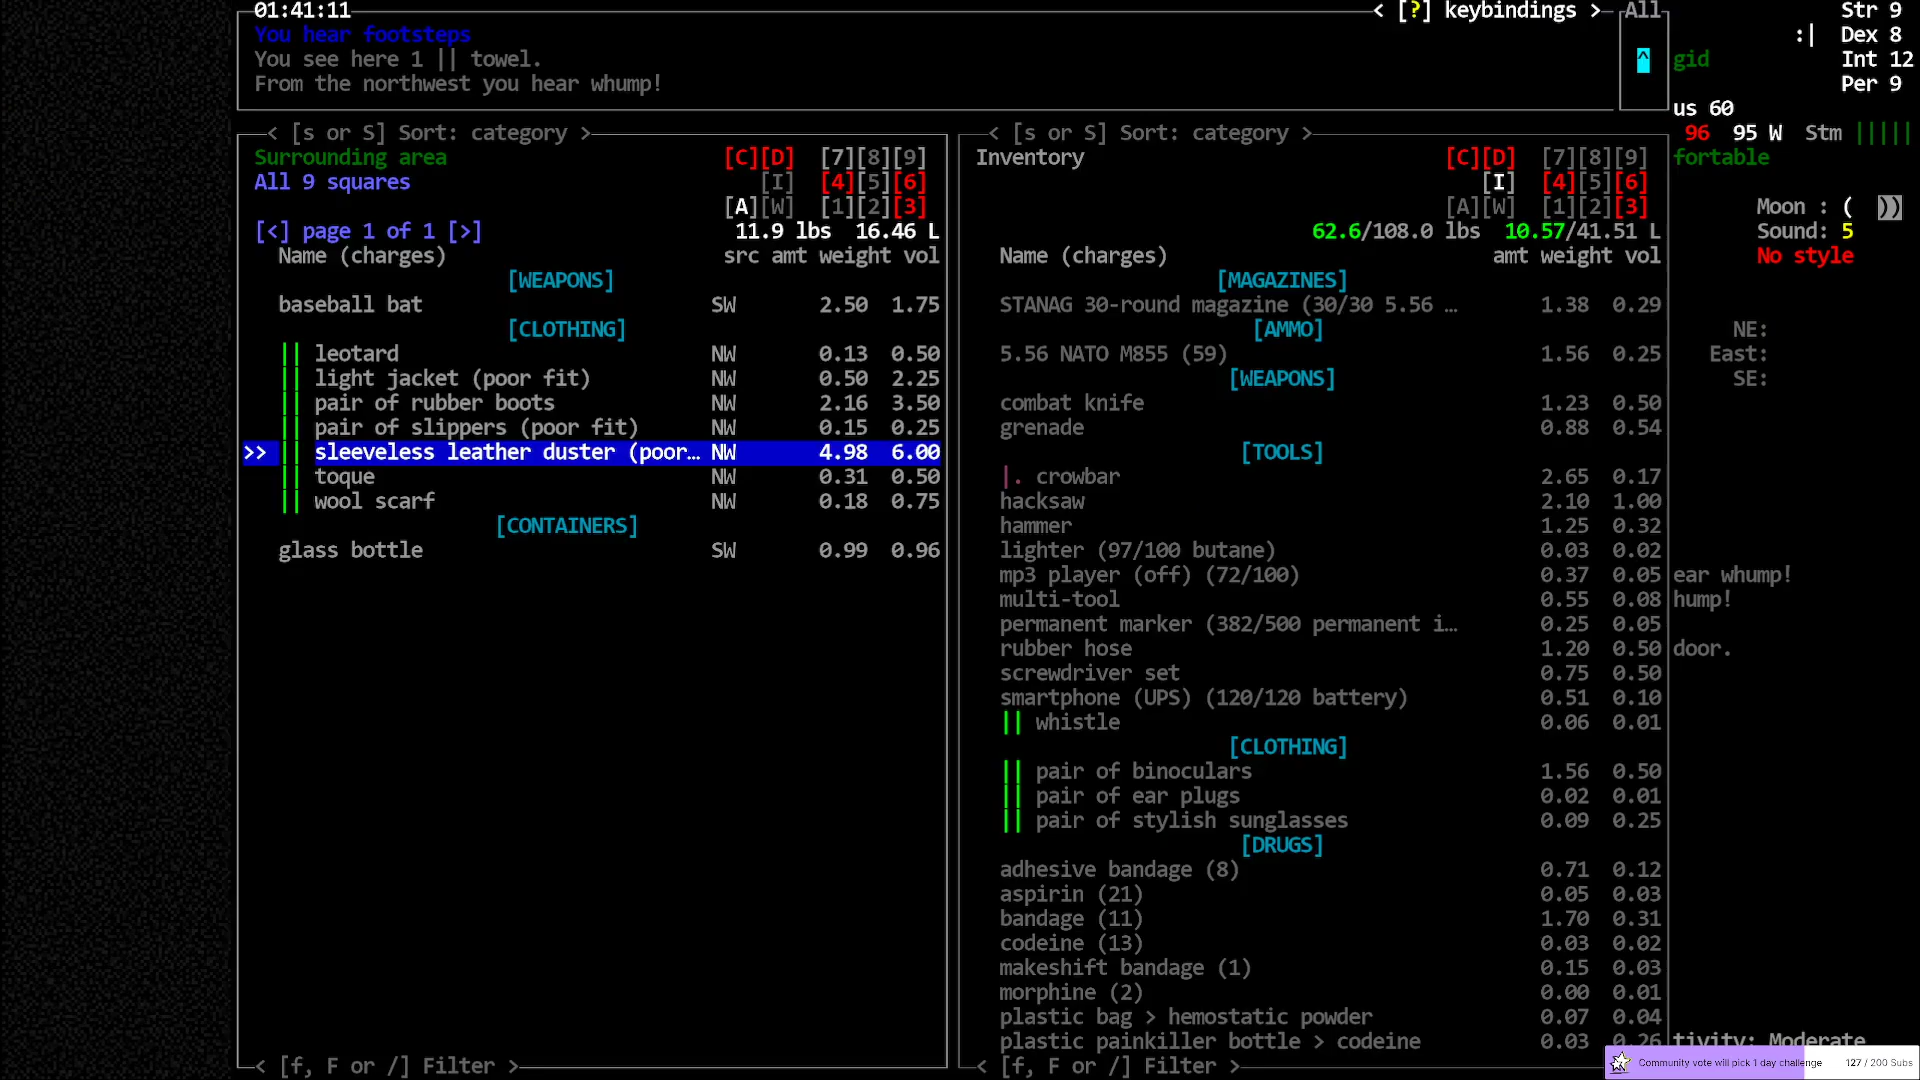 01:41:11
< [?] keybindings >
All
Str 9
You hear footsteps
:|
Dex 8
You see here 1 || towel.
^
gid
Int 12
From the northwest you hear whump!
Per 9
us 60
< [s or S] Sort: category >
< [s or S] Sort: category >
96 95 W Stm |||||
Surrounding area
[C][D] [7][8][9]
Inventory
[C][D] [7][8][9]
fortable
All 9 squares
[I] [4][5][6]
[I] [4][5][6]
[A][W] [1][2][3]
[A][W] [1][2][3]
Moon : ( ))
[<] page 1 of 1 [>]
11.9 lbs 16.46 L
62.6/108.0 lbs 10.57/41.51 L
Sound: 5
Name (charges) src amt weight vol
Name (charges) amt weight vol
No style
[WEAPONS]
[MAGAZINES]
baseball bat SW 2.50 1.75
STANAG 30-round magazine (30/30 5.56 … 1.38 0.29
[CLOTHING]
[AMMO]
NE:
|| leotard NW 0.13 0.50
5.56 NATO M855 (59) 1.56 0.25
East:
|| light jacket (poor fit) NW 0.50 2.25
[WEAPONS]
SE:
|| pair of rubber boots NW 2.16 3.50
combat knife 1.23 0.50
|| pair of slippers (poor fit) NW 0.15 0.25
grenade 0.88 0.54
>> || sleeveless leather duster (poor… NW 4.98 6.00
[TOOLS]
|| toque NW 0.31 0.50
|. crowbar 2.65 0.17
|| wool scarf NW 0.18 0.75
hacksaw 2.10 1.00
[CONTAINERS]
hammer 1.25 0.32
glass bottle SW 0.99 0.96
lighter (97/100 butane) 0.03 0.02
mp3 player (off) (72/100) 0.37 0.05
ear whump!
multi-tool 0.55 0.08
hump!
permanent marker (382/500 permanent i… 0.25 0.05
rubber hose 1.20 0.50
door.
screwdriver set 0.75 0.50
smartphone (UPS) (120/120 battery) 0.51 0.10
|| whistle 0.06 0.01
[CLOTHING]
|| pair of binoculars 1.56 0.50
|| pair of ear plugs 0.02 0.01
|| pair of stylish sunglasses 0.09 0.25
[DRUGS]
adhesive bandage (8) 0.71 0.12
aspirin (21) 0.05 0.03
bandage (11) 1.70 0.31
codeine (13) 0.03 0.02
makeshift bandage (1) 0.15 0.03
morphine (2) 0.00 0.01
plastic bag > hemostatic powder 0.07 0.04
plastic painkiller bottle > codeine 0.03 0.26
tivity: Moderate
< [f, F or /] Filter >
< [f, F or /] Filter >
Community vote will pick 1 day challenge 127 / 200 Subs